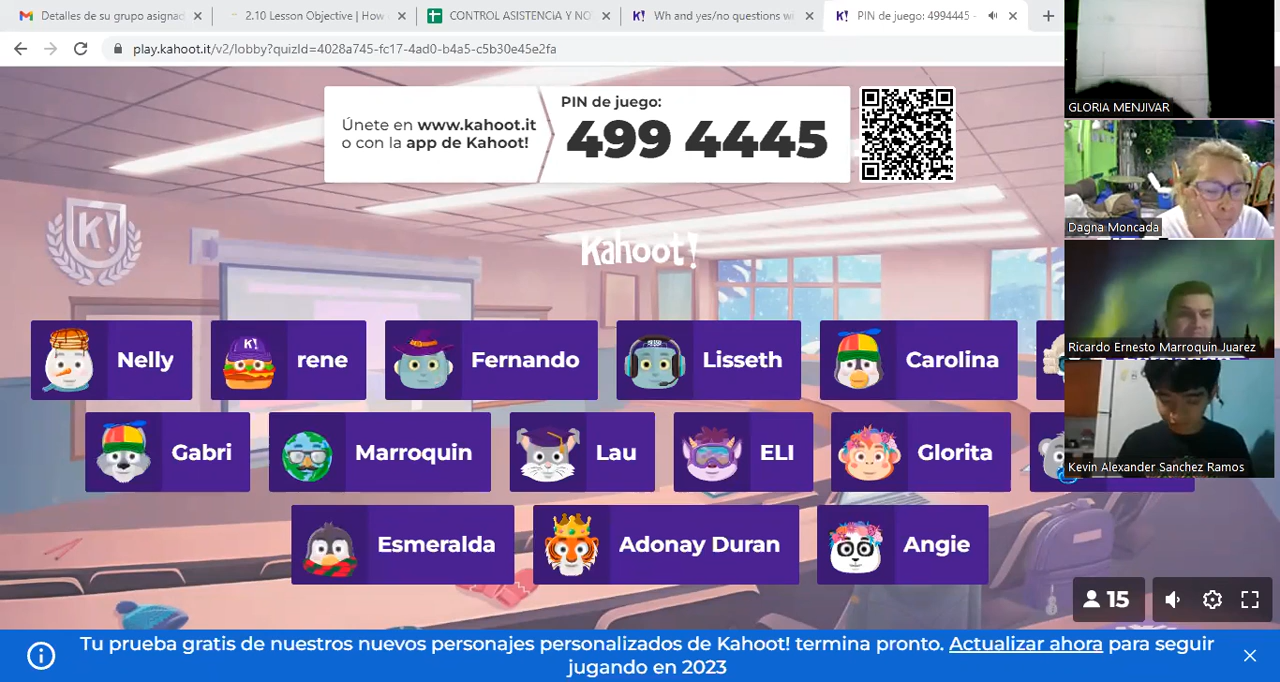 Detalles de su grupo asignad
2.10 Lesson Objective | How
CONTROL ASISTENCiA Y NO
Wh and yes/no questions wi
PIN de juego: 4994445 -
play.kahoot.it/v2/lobby?quizId=4028a745-fc17-4ad0-b4a5-c5b30e45e2fa
Únete en www.kahoot.it
o con la app de Kahoot!
PIN de juego:
499 4445
GLORIA MENJIVAR
Dagna Moncada
Ricardo Ernesto Marroquin Juarez
Kevin Alexander Sanchez Ramos
K!
Kahoot!
K!
Nelly
rene
Fernando
Lisseth
Carolina
Gabri
Marroquin
Lau
ELI
Glorita
Esmeralda
Adonay Duran
Angie
15
Tu prueba gratis de nuestros nuevos personajes personalizados de Kahoot! termina pronto. Actualizar ahora para seguir
jugando en 2023